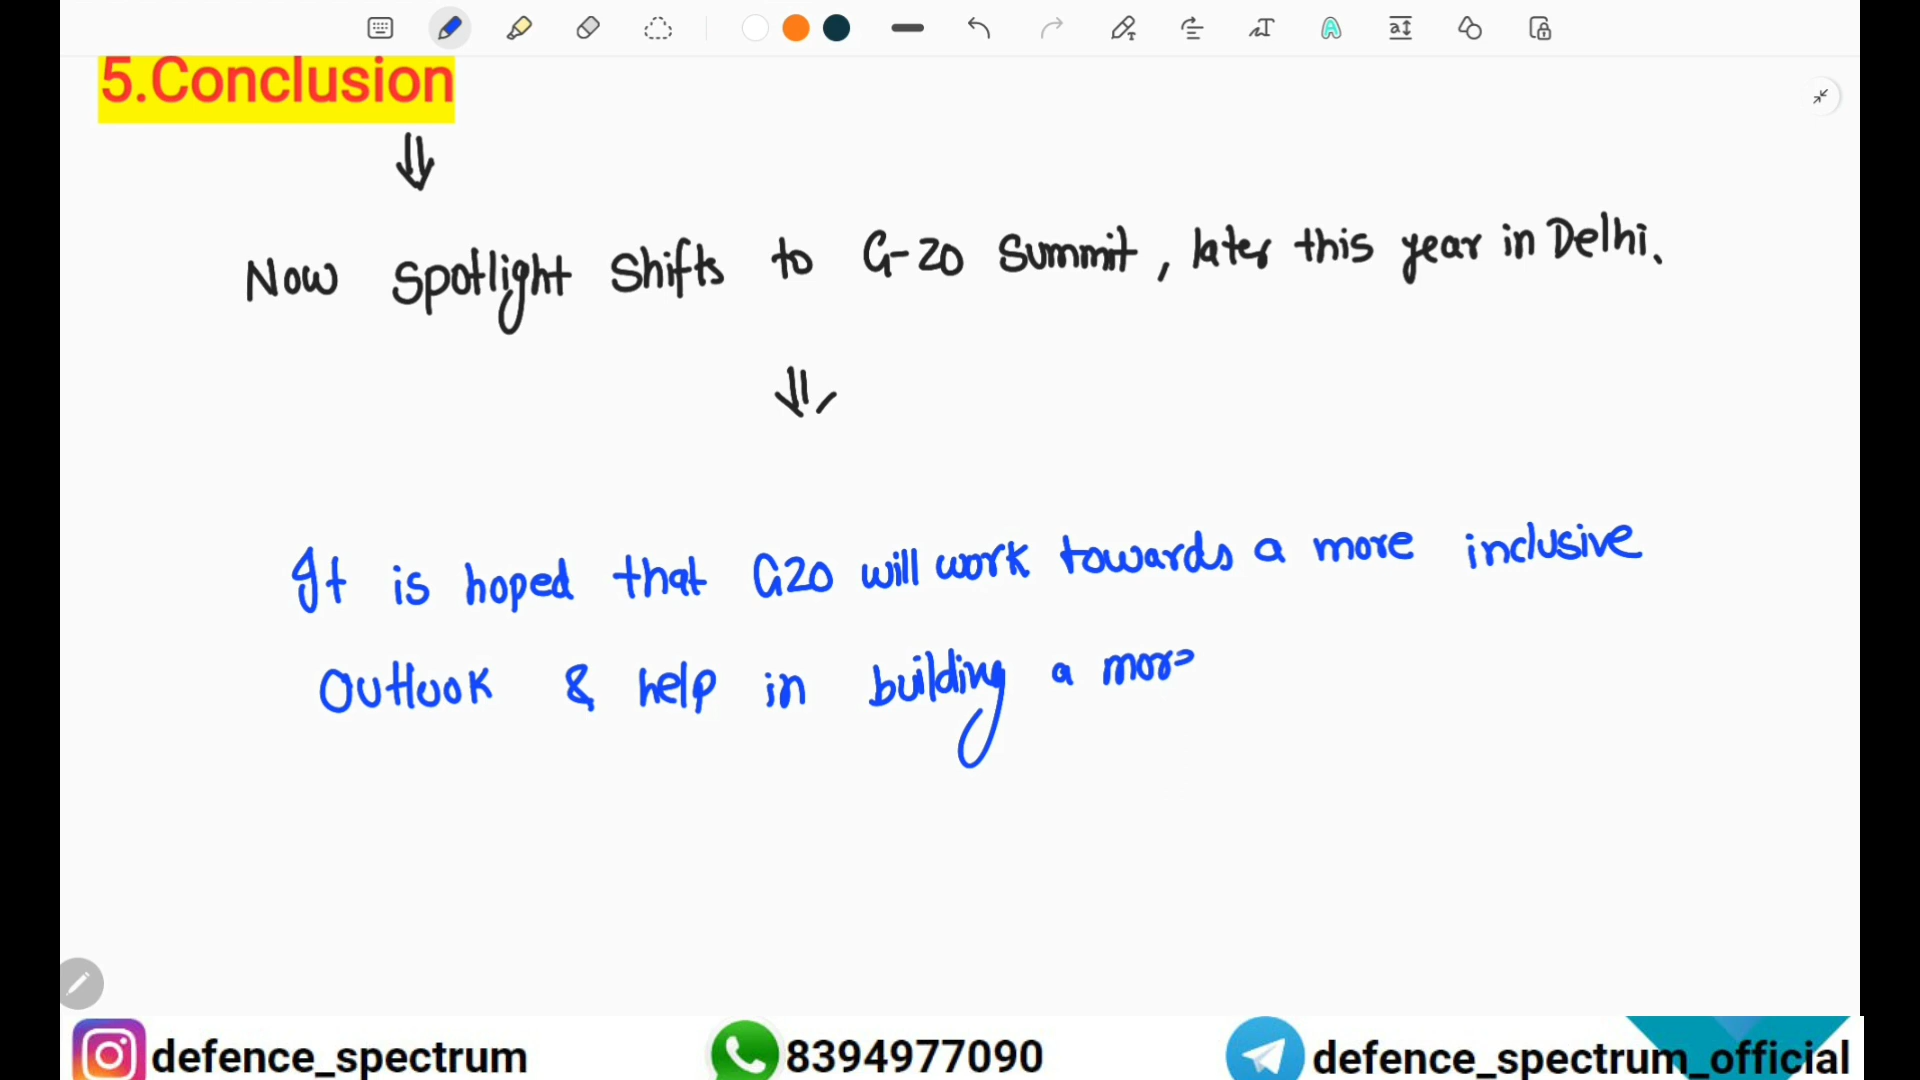 5.Conclusion
Now Spotlight Shifts to G-20 Summit, later this year in Delhi.
It is hoped that G20 will work towards a more inclusive
Outlook & help in building a more
defence_spectrum
8394977090
defence_spectrum_official